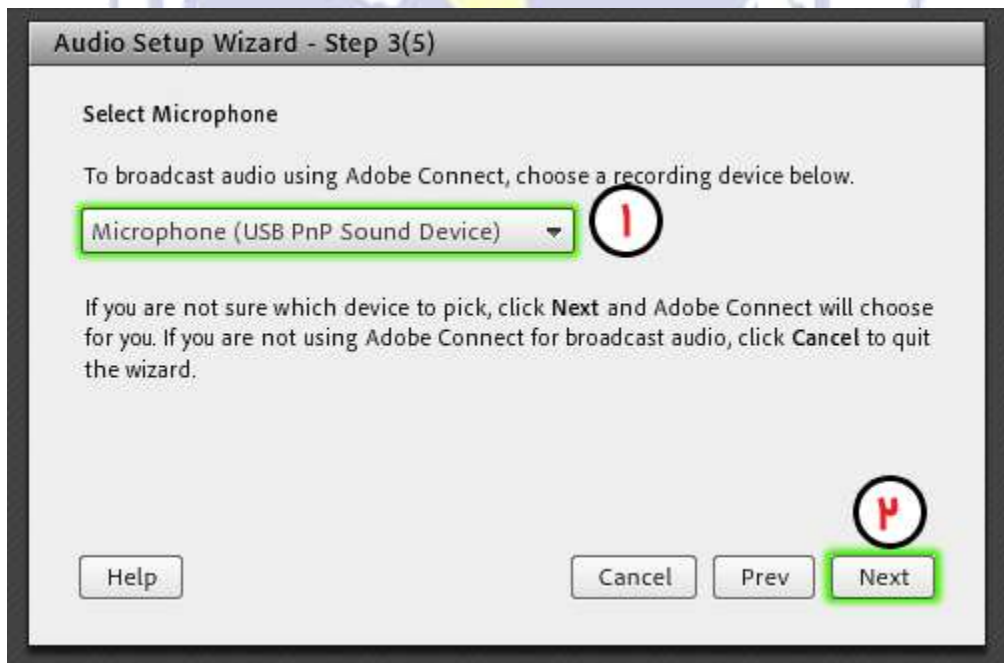 Audio Setup Wizard - Step 3(5)
Select Microphone
To broadcast audio using Adobe Connect, choose a recording device below.
Microphone (USB PnP Sound Device)
۱
If you are not sure which device to pick, click Next and Adobe Connect will choose
for you. If you are not using Adobe Connect for broadcast audio, click Cancel to quit
the wizard.
۲
Help Cancel Prev Next